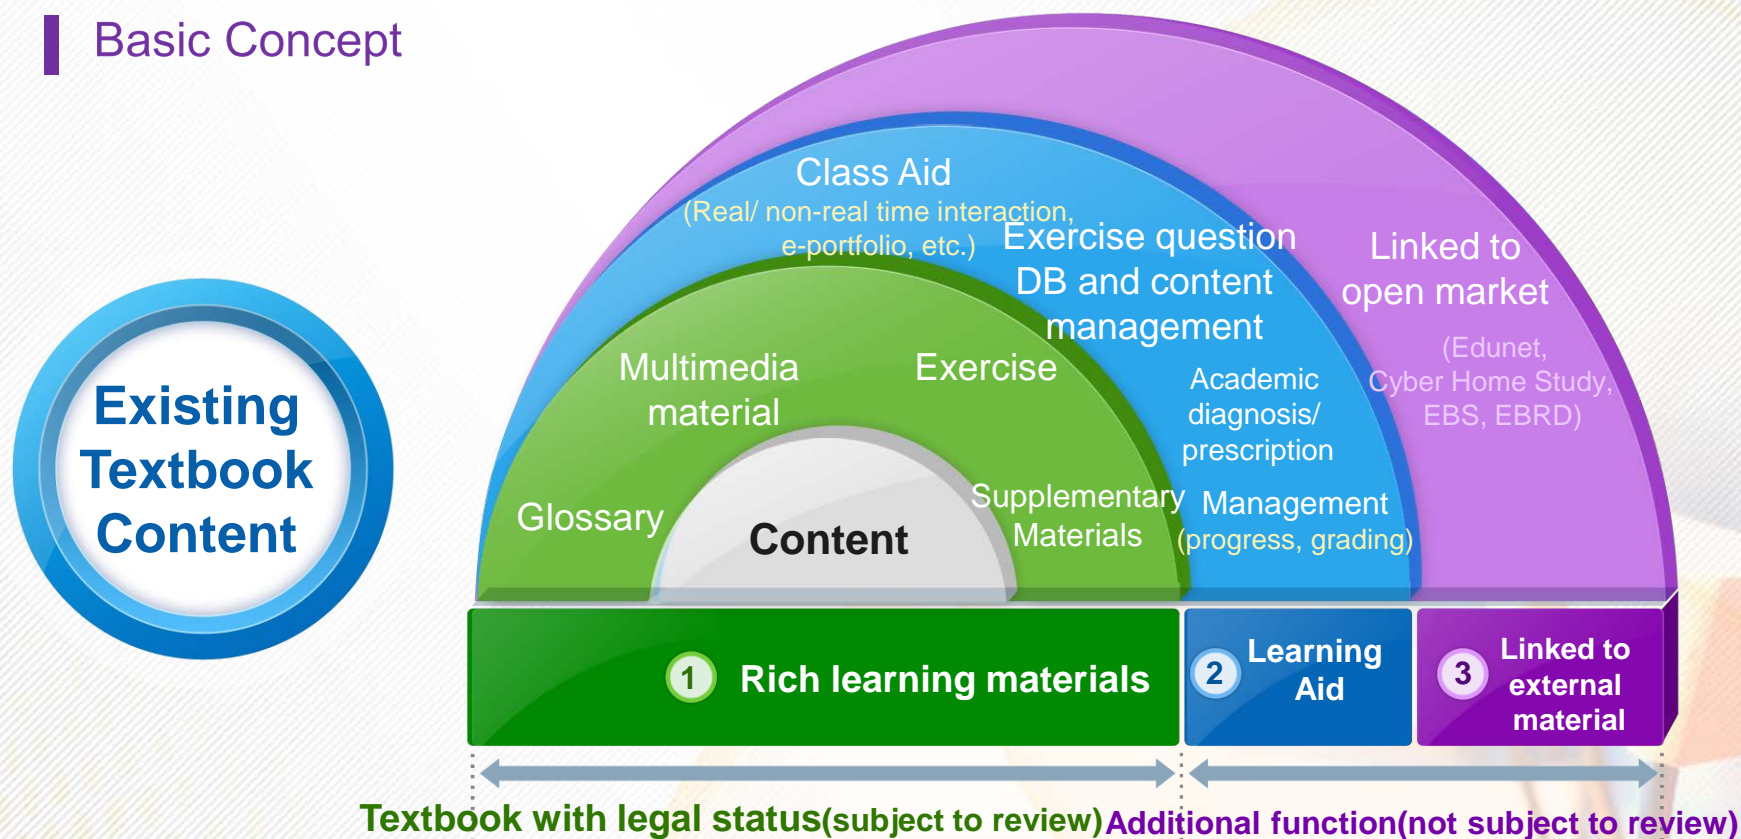 Basic Concept
Existing
Textbook
Content
Class Aid
(Real/ non-real time interaction,
e-portfolio, etc.)
Exercise question
DB and content
management
Linked to
open market
(Edunet,
Cyber Home Study,
EBS, EBRD)
Multimedia
material
Exercise
Academic
diagnosis/
prescription
Glossary
Content
Supplementary
Materials
Management
(progress, grading)
1 Rich learning materials
2 Learning
Aid
3 Linked to
external
material
Textbook with legal status(subject to review)
Additional function(not subject to review)